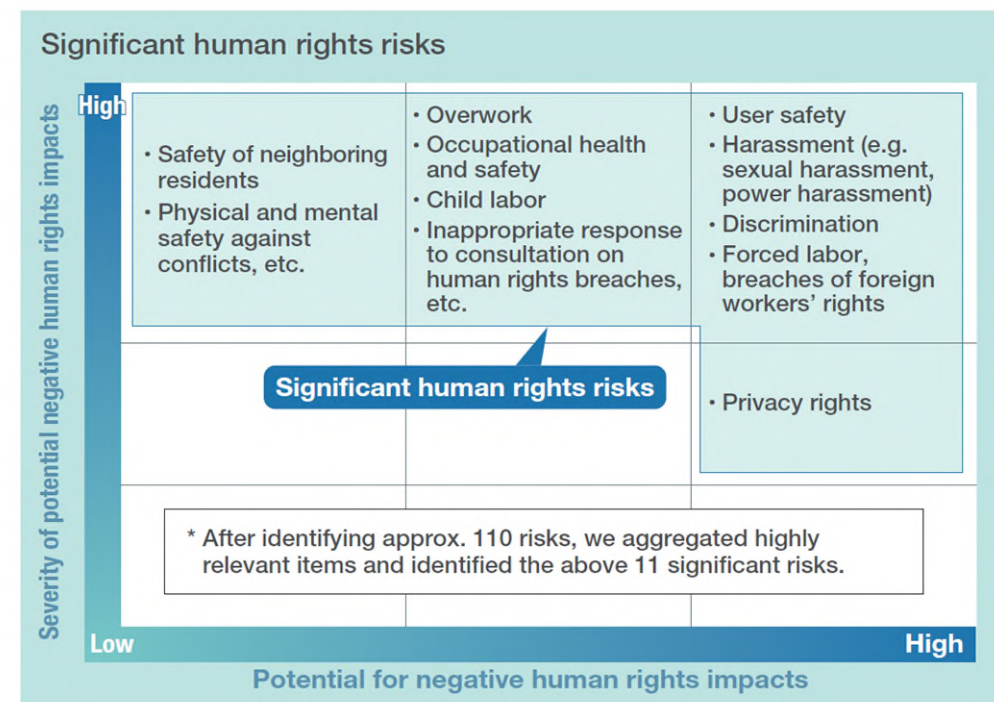 Significant human rights risks
Severity of potential negative human rights impacts
High
· Safety of neighboring
residents
· Physical and mental
safety against
conflicts, etc.
· Overwork
· Occupational health
and safety
· Child labor
· Inappropriate response
to consultation on
human rights breaches,
etc.
· User safety
· Harassment (e.g.
sexual harassment,
power harassment)
· Discrimination
· Forced labor,
breaches of foreign
workers’ rights
Significant human rights risks
· Privacy rights
* After identifying approx. 110 risks, we aggregated highly
relevant items and identified the above 11 significant risks.
Low
High
Potential for negative human rights impacts